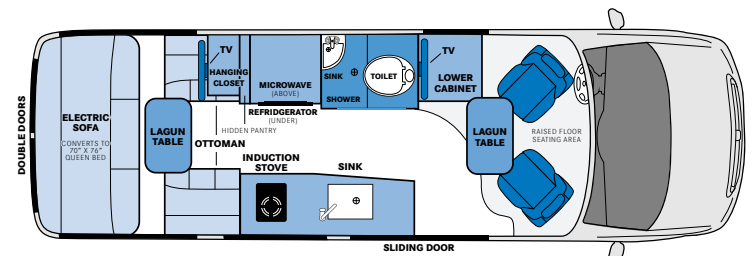 DOUBLE DOORS
ELECTRIC
SOFA
CONVERTS TO
70" X 76"
QUEEN BED
LAGUN
TABLE
TV
HANGING
CLOSET
OTTOMAN
MICROWAVE
(ABOVE)
REFRIDGERATOR
(UNDER)
HIDDEN PANTRY
INDUCTION
STOVE
SINK
SINK
TOILET
SHOWER
TV
LOWER
CABINET
LAGUN
TABLE
RAISED FLOOR
SEATING AREA
SLIDING DOOR